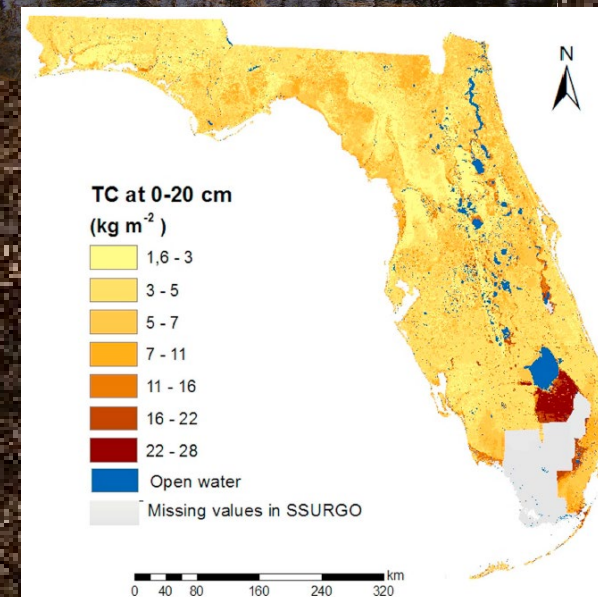 N
TC at 0-20 cm
(kg m⁻² )
1,6 - 3
3 - 5
5 - 7
7 - 11
11 - 16
16 - 22
22 - 28
Open water
Missing values in SSURGO
km
0 40 80 160 240 320